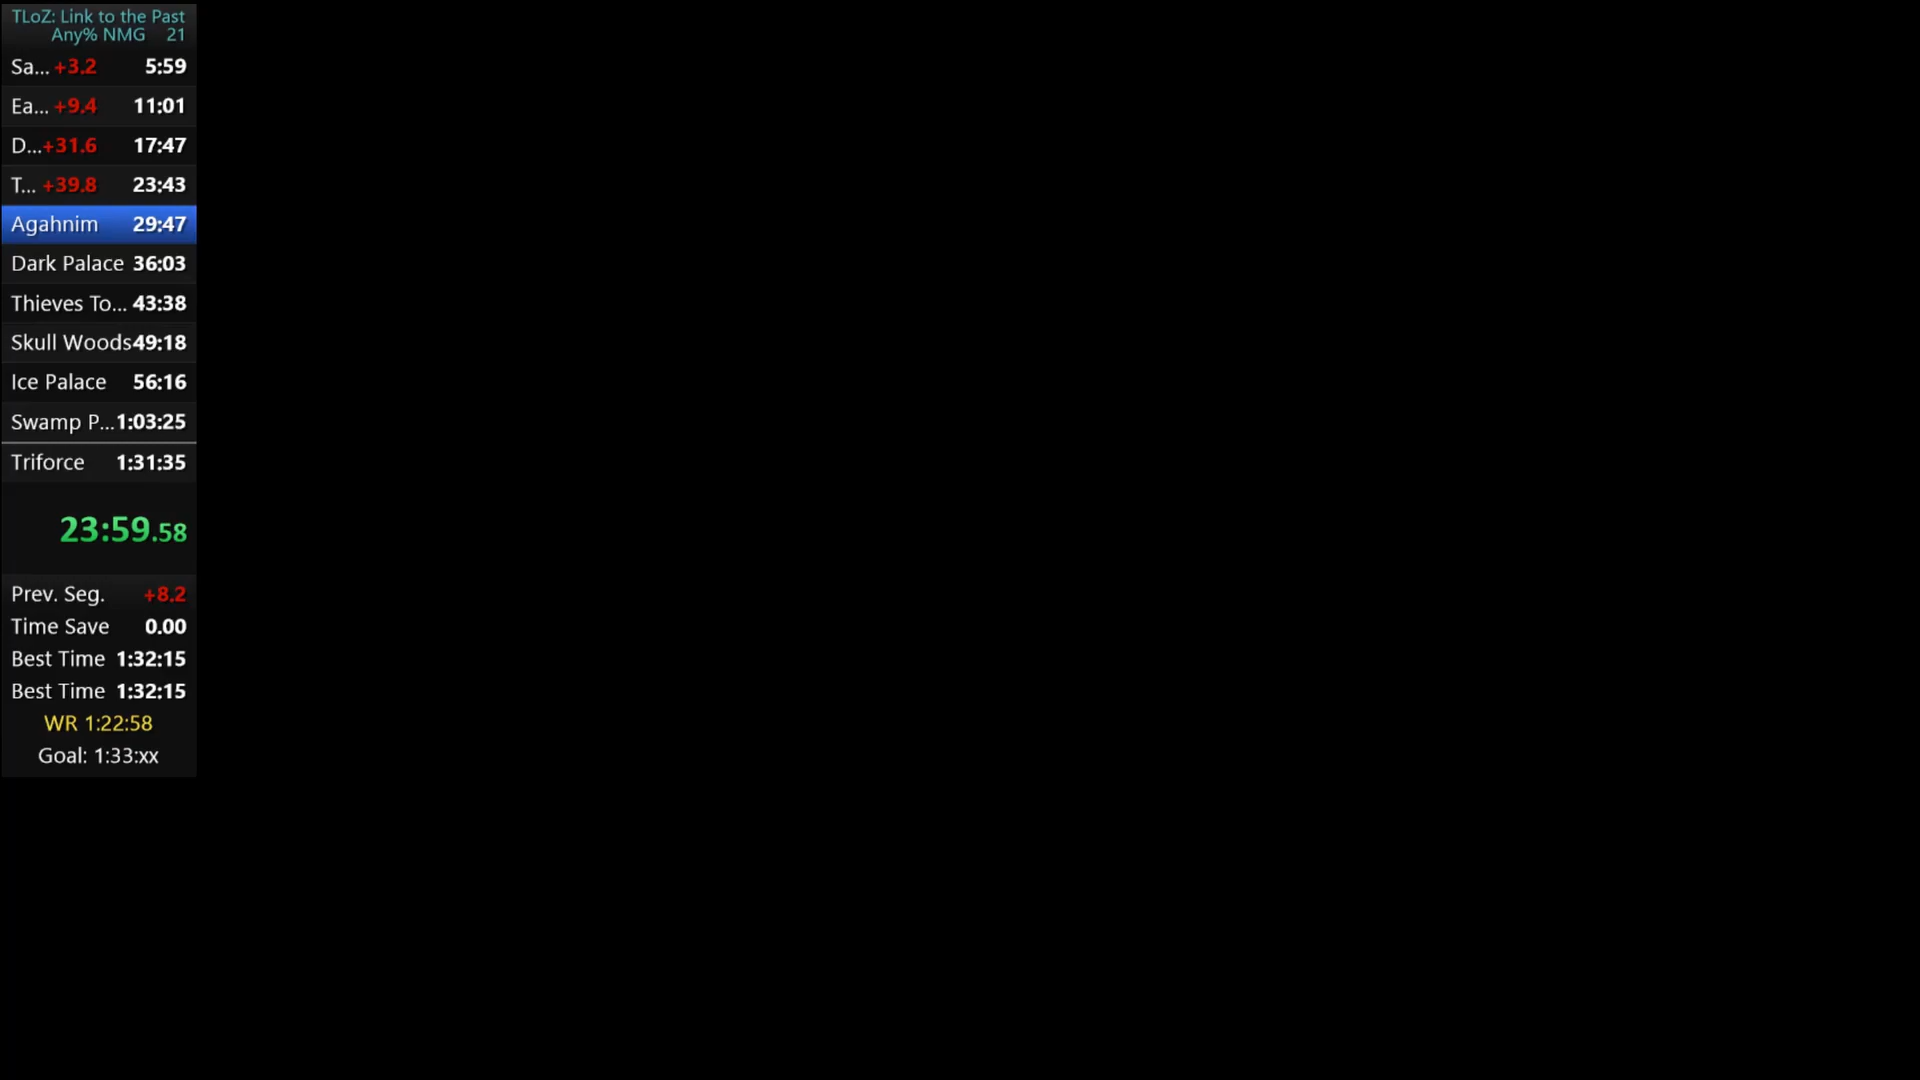 TLoZ: Link to the Past
Any% NMG 21
Sa... +3.2 5:59
Ea... +9.4 11:01
D...+31.6 17:47
T... +39.8 23:43
Agahnim 29:47
Dark Palace 36:03
Thieves To... 43:38
Skull Woods 49:18
Ice Palace 56:16
Swamp P... 1:03:25
Triforce 1:31:35
23:59.58
Prev. Seg. +8.2
Time Save 0.00
Best Time 1:32:15
Best Time 1:32:15
WR 1:22:58
Goal: 1:33:xx